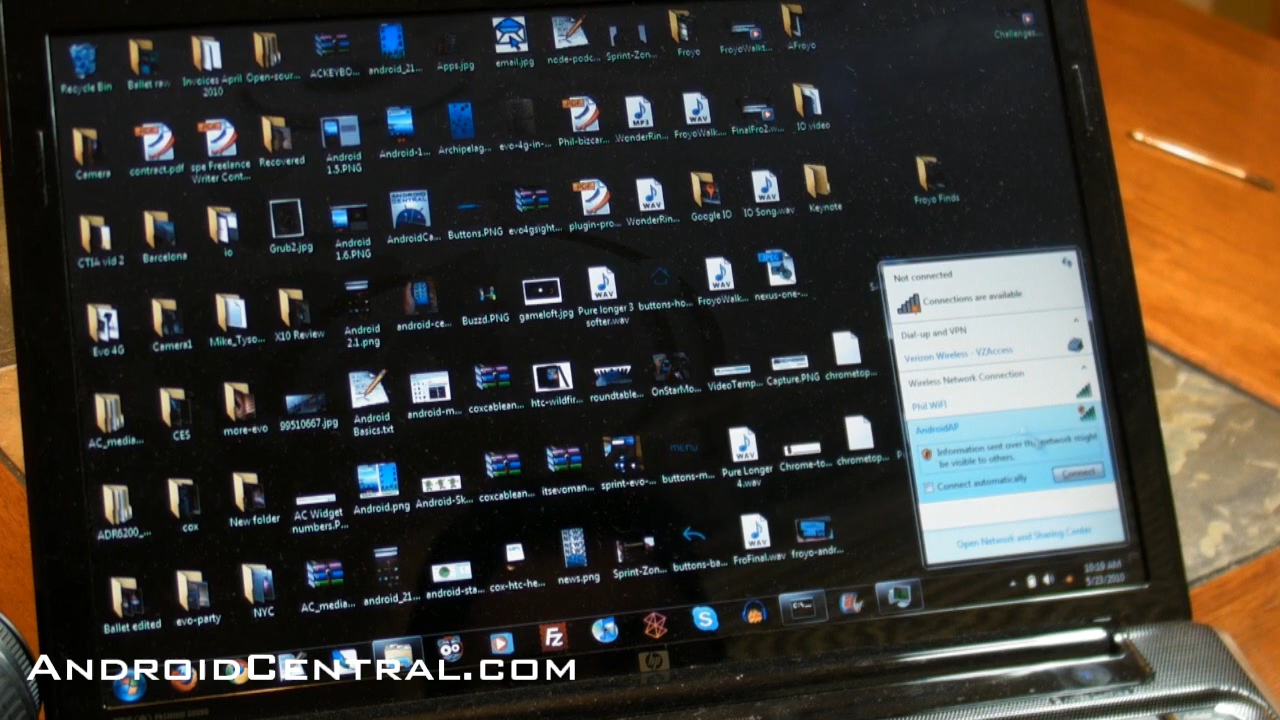 Recycle Bin
Ballet raw
Invoices April
2010
Open-sour...
ACKEYBO...
android_21...
Apps.jpg
email.jpg
node-podc...
Sprint-Zon...
Froyo
FroyoWalkt...
AFroyo
Challenges...
Camera
contract.pdf
spe Freelance
Writer Cont...
Recovered
Android
1.5.PNG
Android-1...
Archipelag...
evo-4g-in-...
Phil-bizcar...
WonderRin...
FroyoWalk...
FinalFro2.w...
IO video
CTIA vid 2
Barcelona
io
Grub2.jpg
Android
1.6.PNG
AndroidCa...
Buttons.PNG
evo4gsight...
plugin-pro...
WonderRin...
Google IO
IO Song.wav
Keynote
Froyo Finds
Evo 4G
Camera1
Mike_Tyso...
X10 Review
Android
2.1.png
android-ce...
Buzzd.PNG
gameloft.jpg
Pure longer 3
softer.wav
buttons-ho...
FroyoWalk...
nexus-one-...
AC_media...
CES
more-evo
99510667.jpg
Android
Basics.txt
android-m...
coxcablean...
htc-wildfir...
roundtable...
OnStarMo...
VideoTemp...
Capture.PNG
chrometop...
ADR6200_...
cox
New folder
AC Widget
numbers.P...
Android.png
Android-Sk...
coxcablean...
itsevoman...
sprint-evo-...
menu
buttons-m...
Pure Longer
4.wav
Chrome-to...
chrometop...
Ballet edited
evo-party
NYC
AC_media...
android_21...
android-sta...
cox-htc-he...
news.png
Sprint-Zon...
buttons-ba...
FroFinal.wav
froyo-andr...
Not connected
Connections are available
Dial-up and VPN
Verizon Wireless - VZAccess
Wireless Network Connection
Phil WiFi
AndroidAP
Information sent over this network might
be visible to others.
Connect automatically
Connect
Open Network and Sharing Center
10:19 AM
5/23/2010
hp
AndroidCentral.com